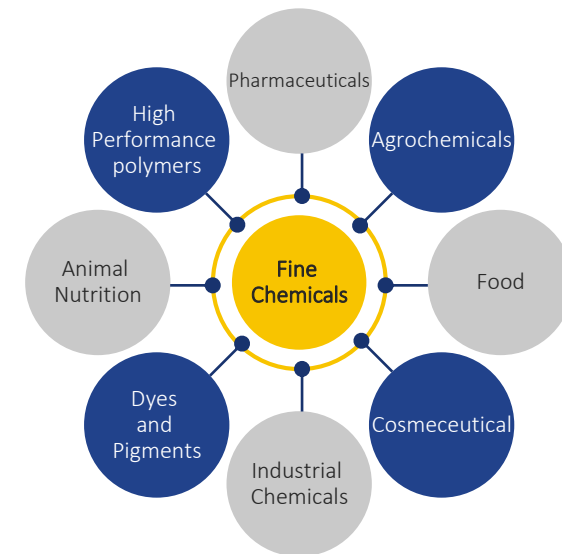 Pharmaceuticals
High
Performance
polymers
Agrochemicals
Animal
Nutrition
Fine
Chemicals
Food
Dyes
and
Pigments
Cosmeceutical
Industrial
Chemicals